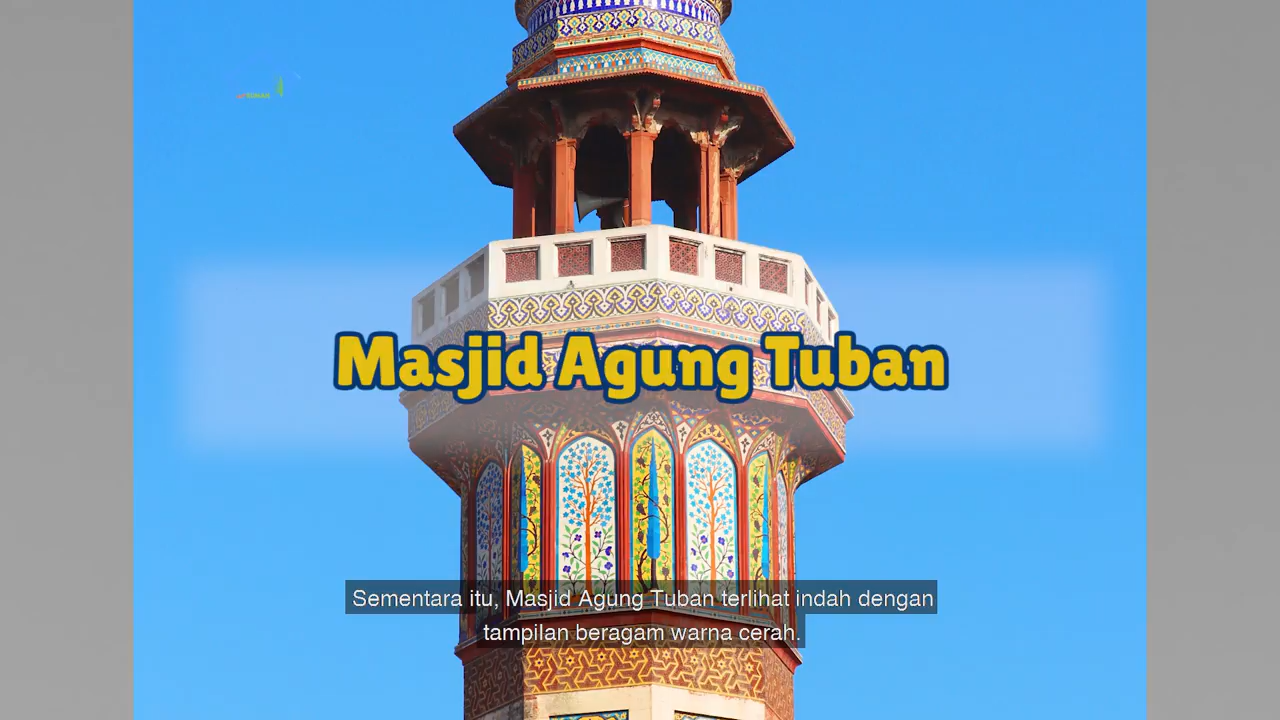 Masjid Agung Tuban
Sementara itu, Masjid Agung Tuban terlihat indah dengan
tampilan beragam warna cerah.